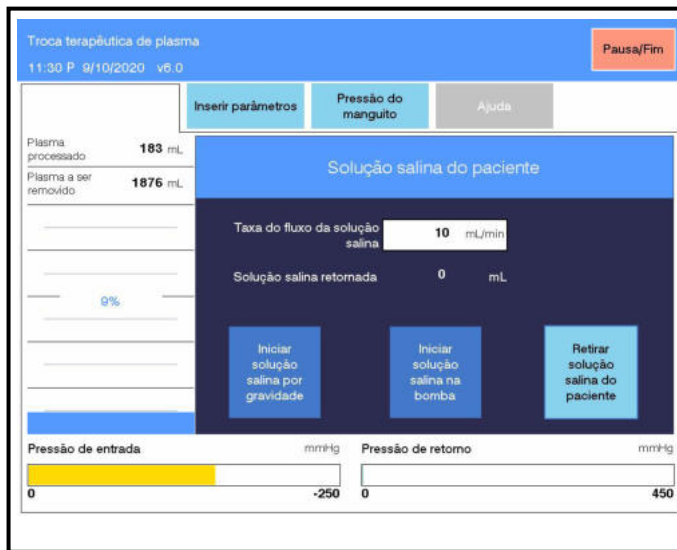 Troca terapêutica de plasma
11:30 P 9/10/2020 v6.0
Pausa/Fim
Inserir parâmetros
Pressão do
manguito
Ajuda
Plasma
processado 183 mL
Plasma a ser
removido 1876 mL
9%
Solução salina do paciente
Taxa do fluxo da solução
salina 10 mL/min
Solução salina retornada 0 mL
Iniciar
solução
salina por
gravidade
Iniciar
solução
salina na
bomba
Retirar
solução
salina do
paciente
Pressão de entrada mmHg
0 -250
Pressão de retorno mmHg
0 450